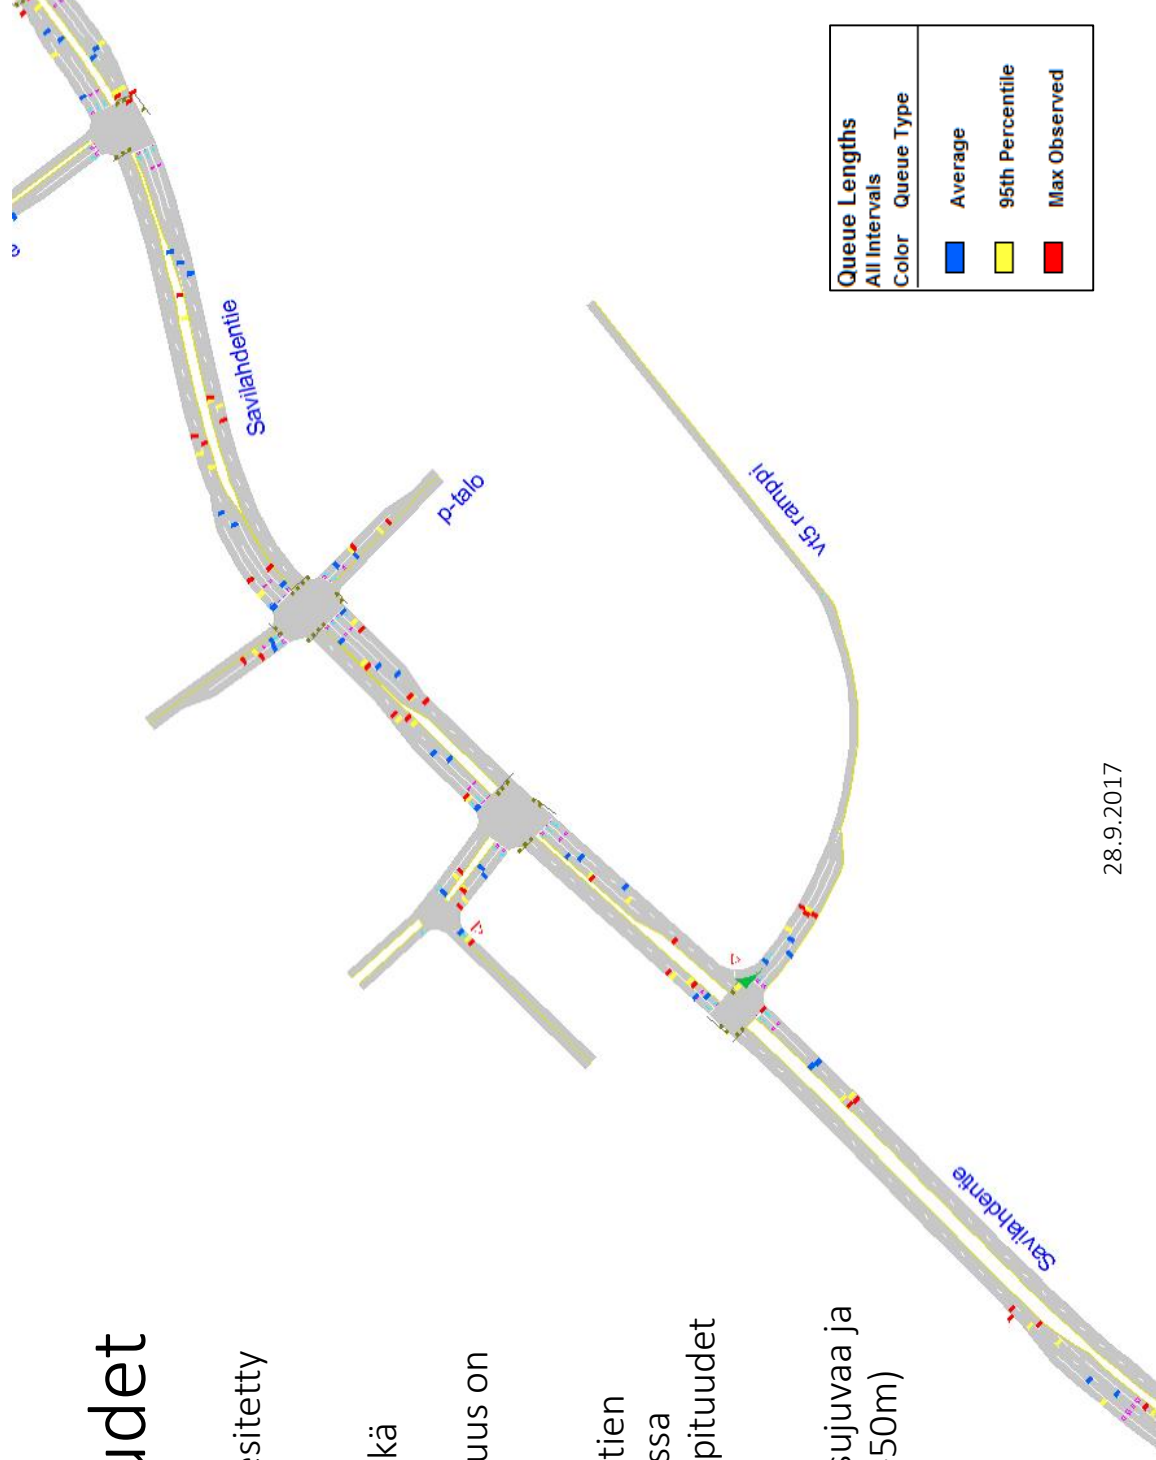 udet
sitetty
kä
uus on
tien
ssa
pituudet
sujuvaa ja
50m)
Savilahdentie
p-talo
vt5 ramppi
Savilahdentie
Queue Lengths
All Intervals
Color Queue Type
Average
95th Percentile
Max Observed
28.9.2017